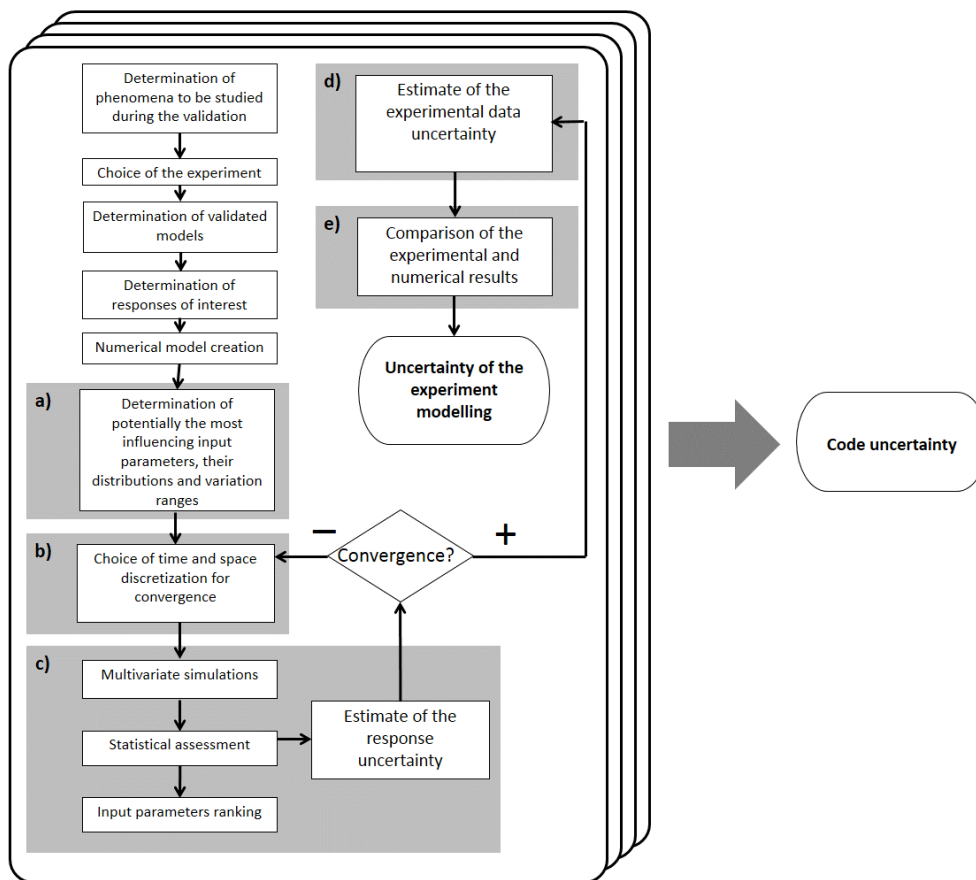 Determination of
phenomena to be studied
during the validation
Choice of the experiment
Determination of validated
models
Determination of
responses of interest
Numerical model creation
a)
Determination of
potentially the most
influencing input
parameters, their
distributions and variation
ranges
b)
Choice of time and space
discretization for
convergence
c)
Multivariate simulations
Statistical assessment
Input parameters ranking
Estimate of the
response
uncertainty
−
Convergence?
+
d)
Estimate of the
experimental data
uncertainty
e)
Comparison of the
experimental and
numerical results
Uncertainty of the
experiment
modelling
Code uncertainty